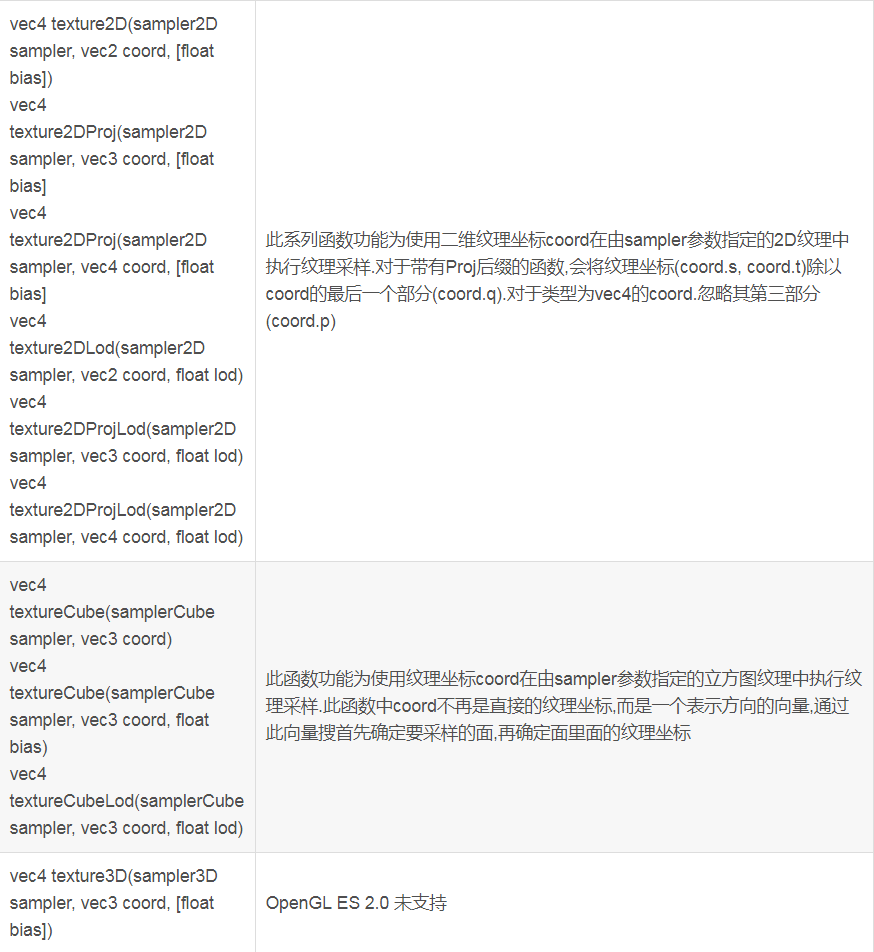 vec4 texture2D(sampler2D
sampler, vec2 coord, [float
bias])
vec4
texture2DProj(sampler2D
sampler, vec3 coord, [float
bias]
vec4
texture2DProj(sampler2D
sampler, vec4 coord, [float
bias]
vec4
texture2DLod(sampler2D
sampler, vec2 coord, float lod)
vec4
texture2DProjLod(sampler2D
sampler, vec3 coord, float lod)
vec4
texture2DProjLod(sampler2D
sampler, vec4 coord, float lod)
此系列函数功能为使用二维纹理坐标coord在由sampler参数指定的2D纹理中
执行纹理采样.对于带有Proj后缀的函数,会将纹理坐标(coord.s, coord.t)除以
coord的最后一个部分(coord.q).对于类型为vec4的coord.忽略其第三部分
(coord.p)
vec4
textureCube(samplerCube
sampler, vec3 coord)
vec4
textureCube(samplerCube
sampler, vec3 coord, float
bias)
vec4
textureCubeLod(samplerCube
sampler, vec3 coord, float lod)
此函数功能为使用纹理坐标coord在由sampler参数指定的立方图纹理中执行纹
理采样.此函数中coord不再是直接的纹理坐标,而是一个表示方向的向量,通过
此向量搜首先确定要采样的面,再确定面里面的纹理坐标
vec4 texture3D(sampler3D
sampler, vec3 coord, [float
bias])
OpenGL ES 2.0 未支持